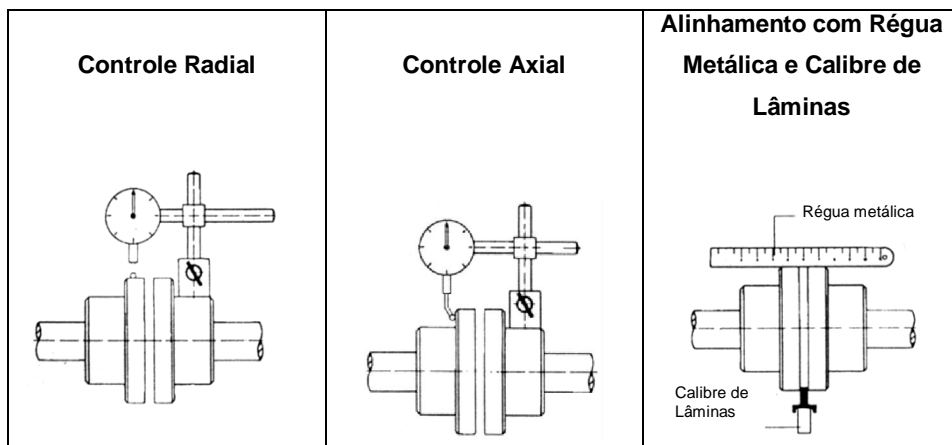 Controle Radial
Controle Axial
Alinhamento com Régua
Metálica e Calibre de
Lâminas
Régua metálica
Calibre de
Lâminas